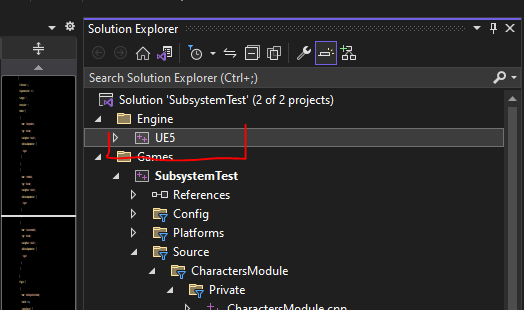 Solution Explorer
Search Solution Explorer (Ctrl+;)
Solution 'SubsystemTest' (2 of 2 projects)
Engine
UE5
Games
SubsystemTest
References
Config
Platforms
Source
CharactersModule
Private
CharactersModule.cpp